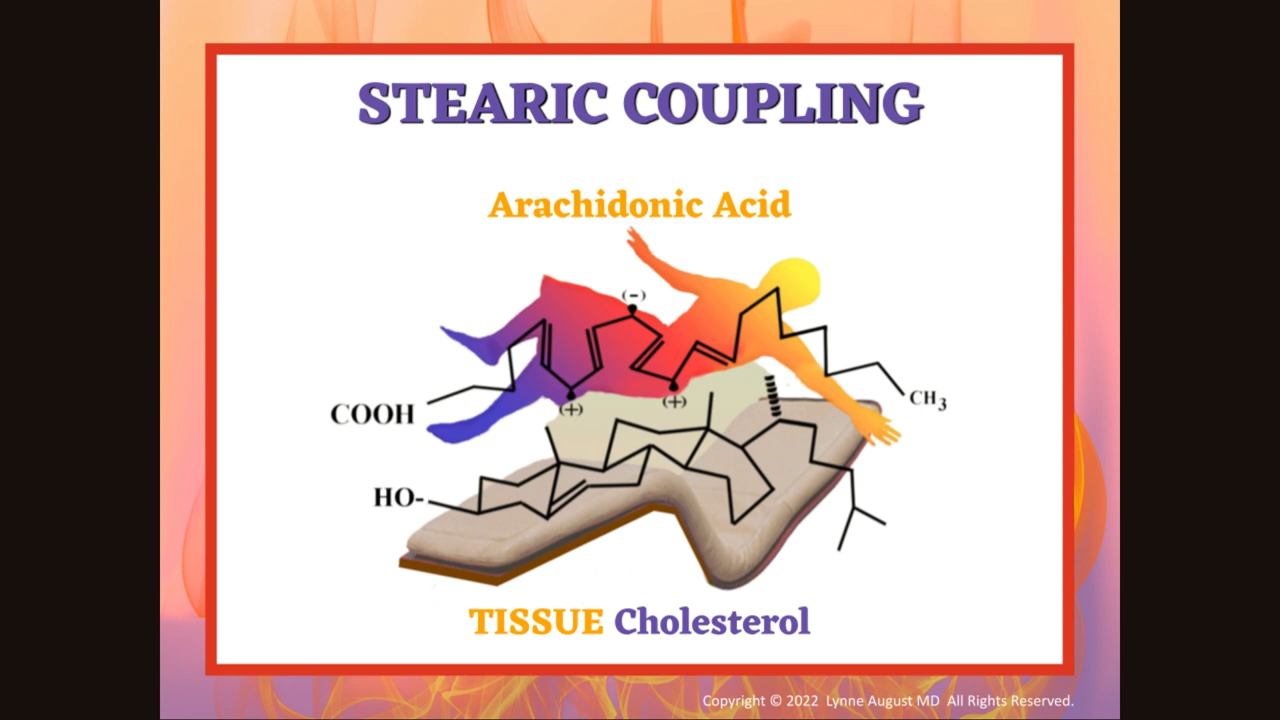 STEARIC COUPLING
Arachidonic Acid
(-)
COOH
(+)
(+)
CH3
HO-
TISSUE Cholesterol
Copyright © 2022 Lynne August MD All Rights Reserved.